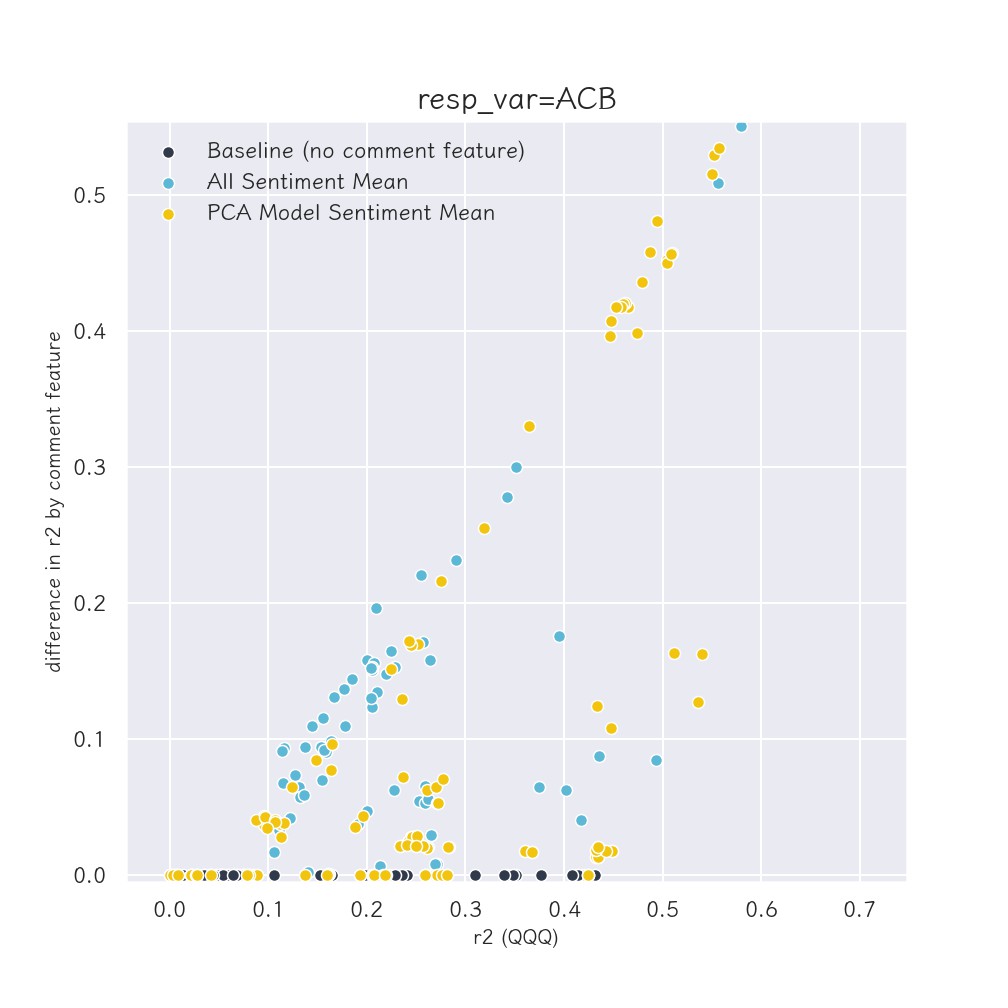 resp_var=ACB
Baseline (no comment feature)
All Sentiment Mean
PCA Model Sentiment Mean
difference in r2 by comment feature
0.5
0.4
0.3
0.2
0.1
0.0
0.0 0.1 0.2 0.3 0.4 0.5 0.6 0.7
r2 (QQQ)